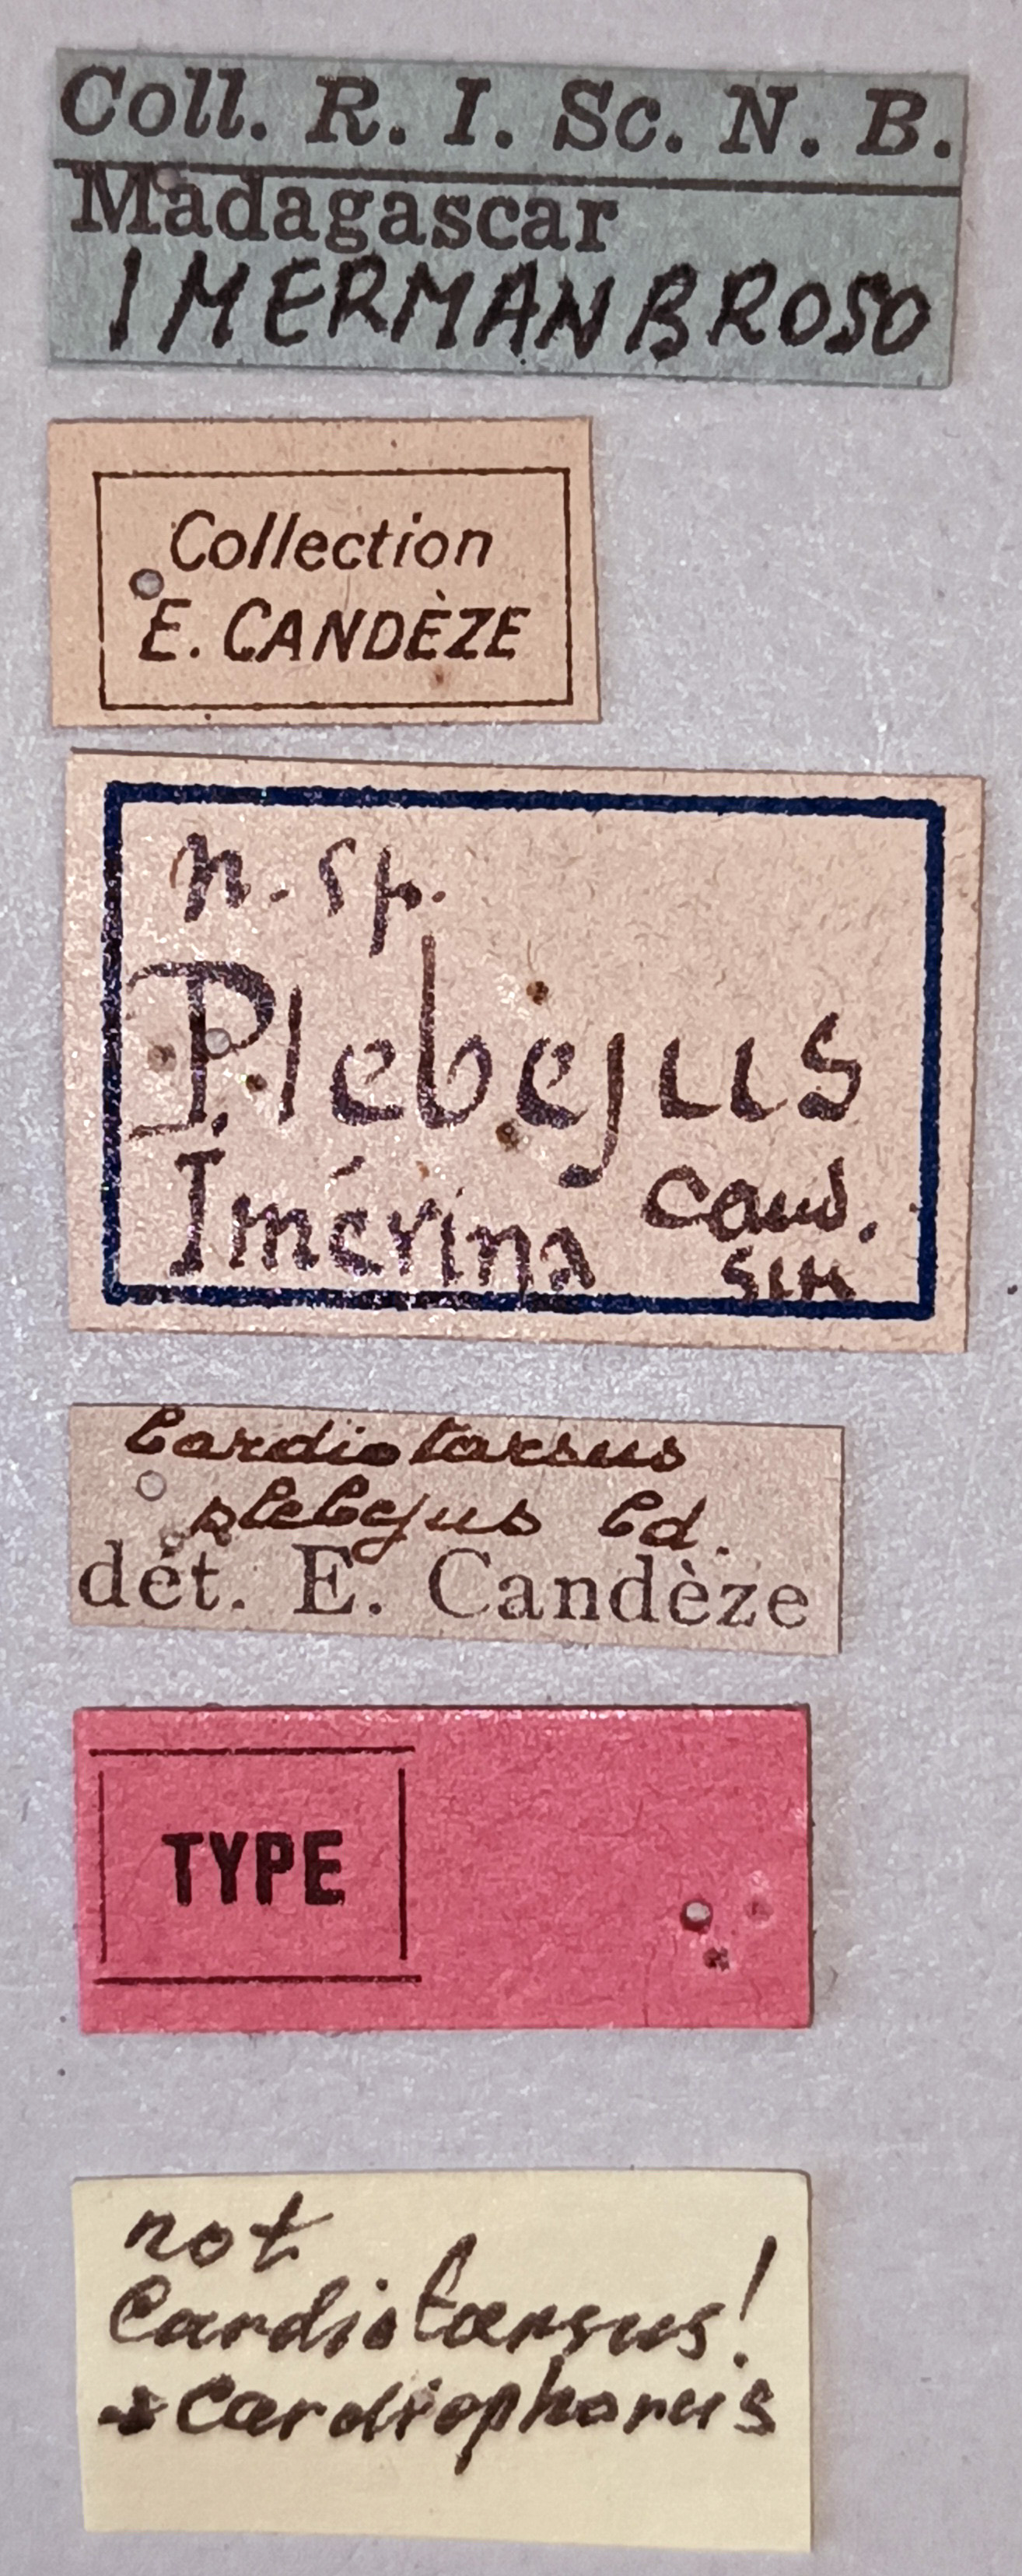 Coll. R. I. Sc. N. B.
Madagascar
IMERMANBROSO
Collection
E. CANDÈZE
n. sp.
Plebejus
Imérina Cand.
dét. E. Candèze
Cardiotarsus
plebejus Cd.
TYPE
not
Cardiotarsus!
Cardiophorus